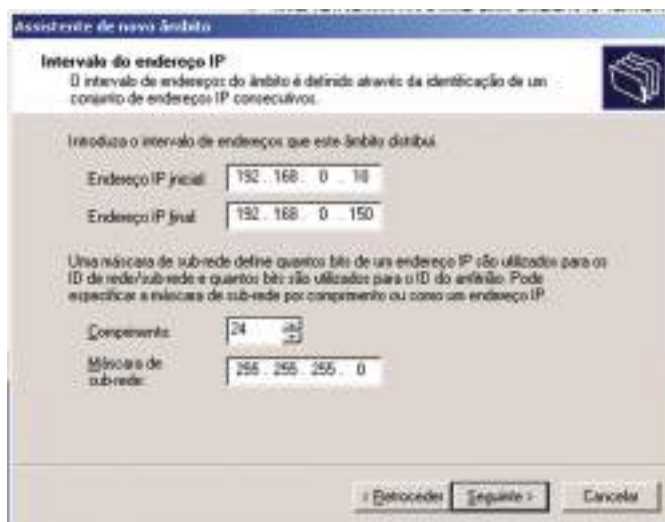 Assistente de novo âmbito
Intervalo do endereço IP
O intervalo de endereços do âmbito é definido através da identificação de um
conjunto de endereços IP consecutivos.
Introduza o intervalo de endereços que este âmbito distribui.
Endereço IP inicial: 192 . 168 . 0 . 10
Endereço IP final: 192 . 168 . 0 . 150
Uma máscara de sub-rede define quantos bits de um endereço IP são utilizados para os
ID de rede/sub-rede e quantos bits são utilizados para o ID do anfitrião. Pode
especificar a máscara de sub-rede por comprimento ou como um endereço IP.
Comprimento: 24
Máscara de
sub-rede: 255 . 255 . 255 . 0
< Retroceder Seguinte > Cancelar